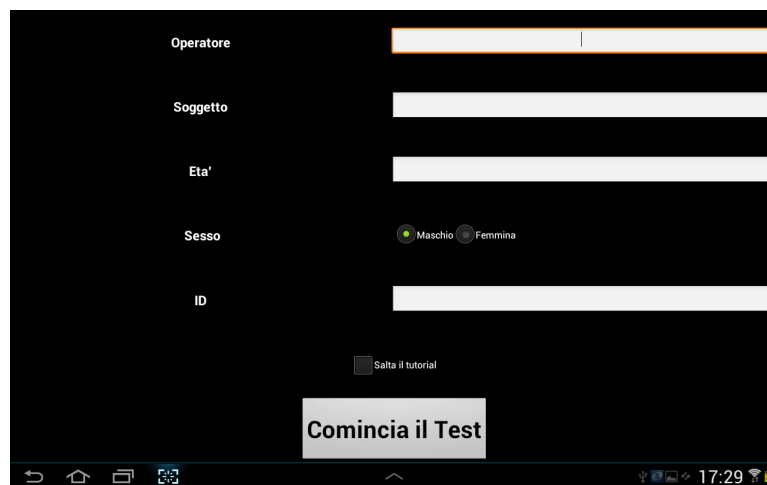 Operatore
Soggetto
Eta'
Sesso Maschio Femmina
ID
Salta il tutorial
Comincia il Test
17:29